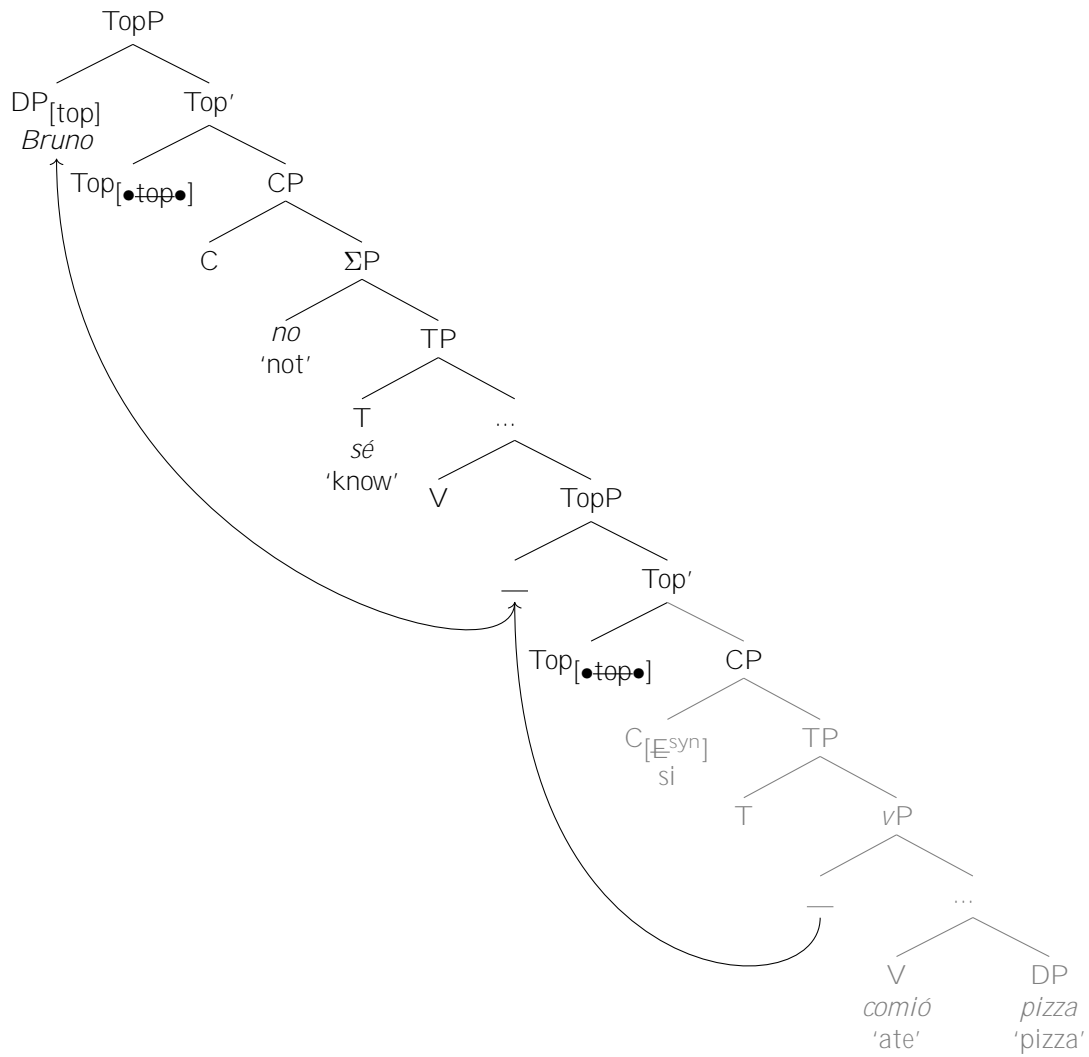 TopP
DP[top] Top'
Bruno
Top[●top●] CP
C ΣP
no TP
'not'
T ...
sé
'know'
V TopP
— Top'
Top[●top●] CP
C[E^syn] TP
si
T vP
— ...
V DP
comió pizza
'ate' 'pizza'